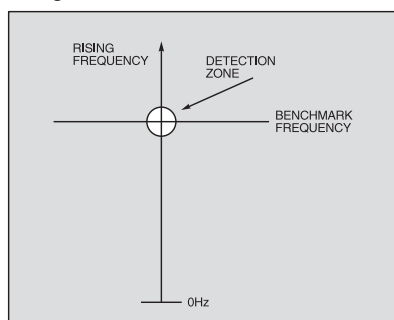 RISING
FREQUENCY
DETECTION
ZONE
BENCHMARK
FREQUENCY
0Hz